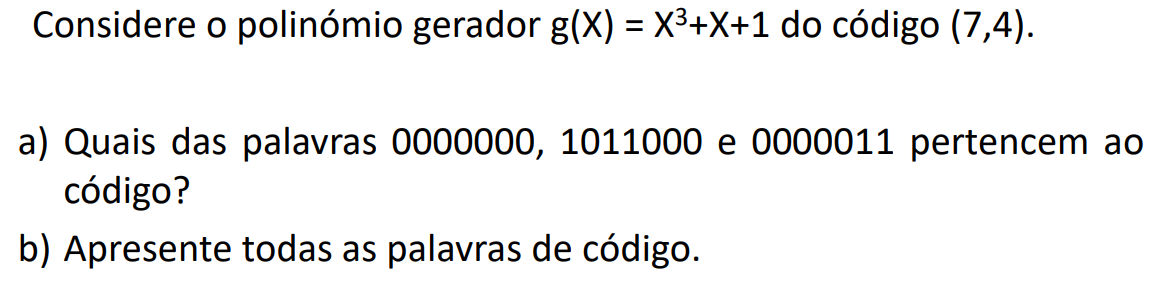 Considere o polinómio gerador g(X) = X³+X+1 do código (7,4).
a) Quais das palavras 0000000, 1011000 e 0000011 pertencem ao
código?
b) Apresente todas as palavras de código.